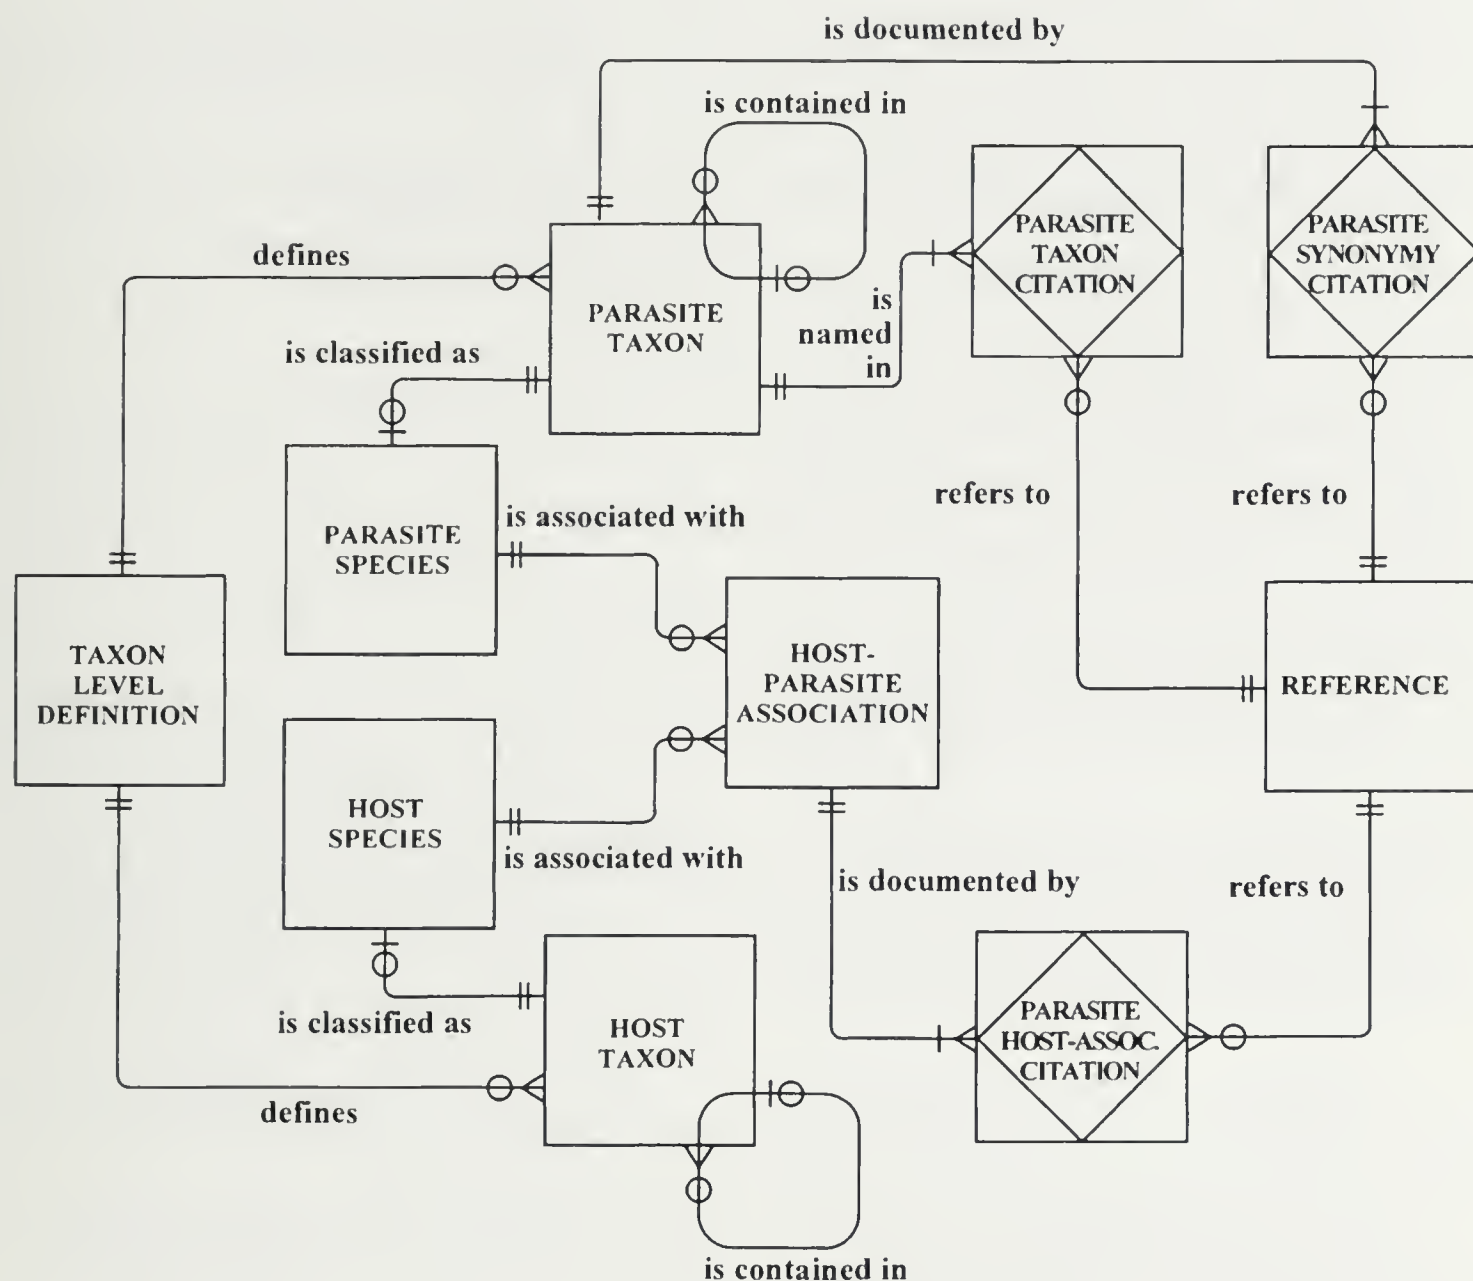 is documented by
is contained in
PARASITE
TAXON
CITATION
PARASITE
SYNONYMY
CITATION
defines
PARASITE
TAXON
is
named
in
is classified as
refers to
refers to
is associated with
PARASITE
SPECIES
TAXON
LEVEL
DEFINITION
HOST-
PARASITE
ASSOCIATION
REFERENCE
HOST
SPECIES
is associated with
is documented by
refers to
is classified as
HOST
TAXON
PARASITE
HOST-ASSOC.
CITATION
defines
is contained in